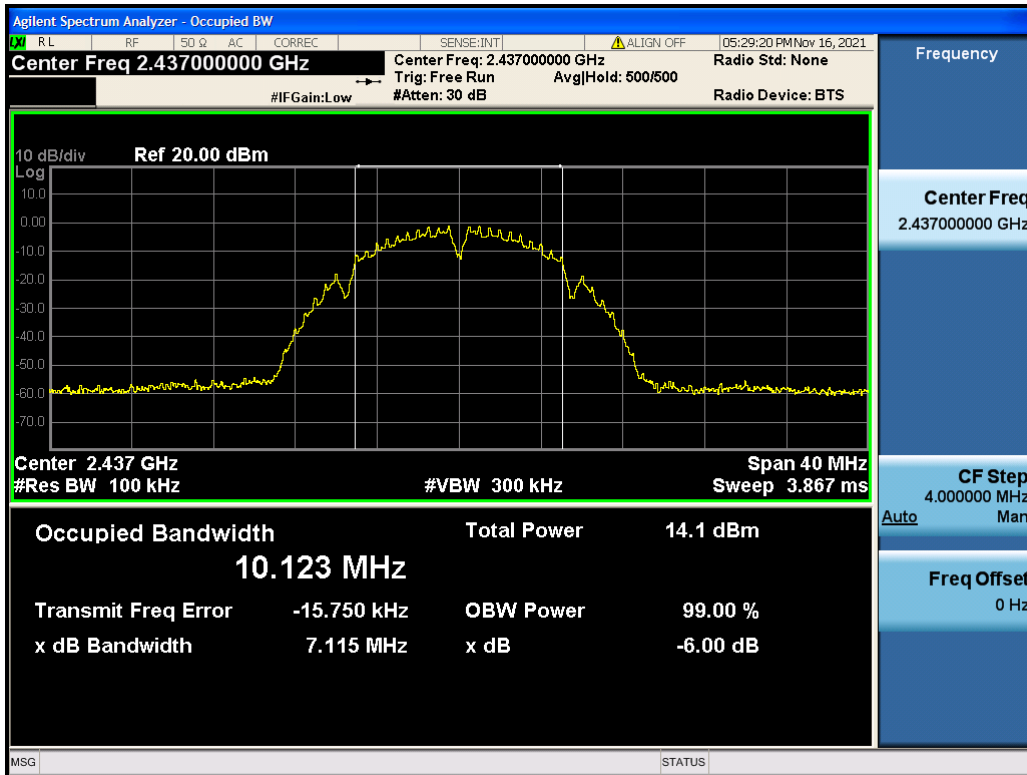 Agilent Spectrum Analyzer - Occupied BW
LXI RL RF 50 Ω AC CORREC SENSE:INT ALIGN OFF 05:29:20 PM Nov 16, 2021
Center Freq 2.437000000 GHz
Center Freq: 2.437000000 GHz Radio Std: None
Trig: Free Run Avg|Hold: 500/500
#IFGain:Low #Atten: 30 dB Radio Device: BTS
10 dB/div Ref 20.00 dBm
Log
10.0
0.00
-10.0
-20.0
-30.0
-40.0
-50.0
-60.0
-70.0
Center 2.437 GHz Span 40 MHz
#Res BW 100 kHz #VBW 300 kHz Sweep 3.867 ms
Occupied Bandwidth Total Power 14.1 dBm
10.123 MHz
Transmit Freq Error -15.750 kHz OBW Power 99.00 %
x dB Bandwidth 7.115 MHz x dB -6.00 dB
MSG STATUS
Frequency
Center Freq
2.437000000 GHz
CF Step
4.000000 MHz
Auto Man
Freq Offset
0 Hz